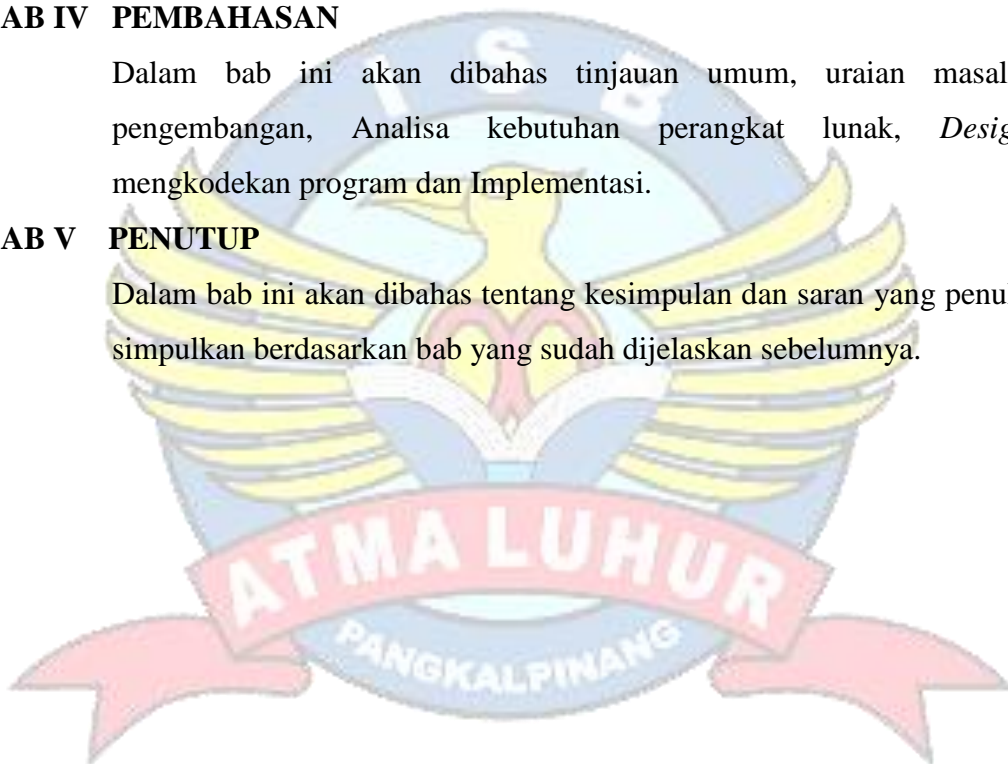 AB IV PEMBAHASAN
Dalam bab ini akan dibahas tinjauan umum, uraian masal
pengembangan, Analisa kebutuhan perangkat lunak, Desig
mengkodekan program dan Implementasi.
AB V PENUTUP
Dalam bab ini akan dibahas tentang kesimpulan dan saran yang penul
simpulkan berdasarkan bab yang sudah dijelaskan sebelumnya.
I S B
ATMA LUHUR
PANGKALPINANG